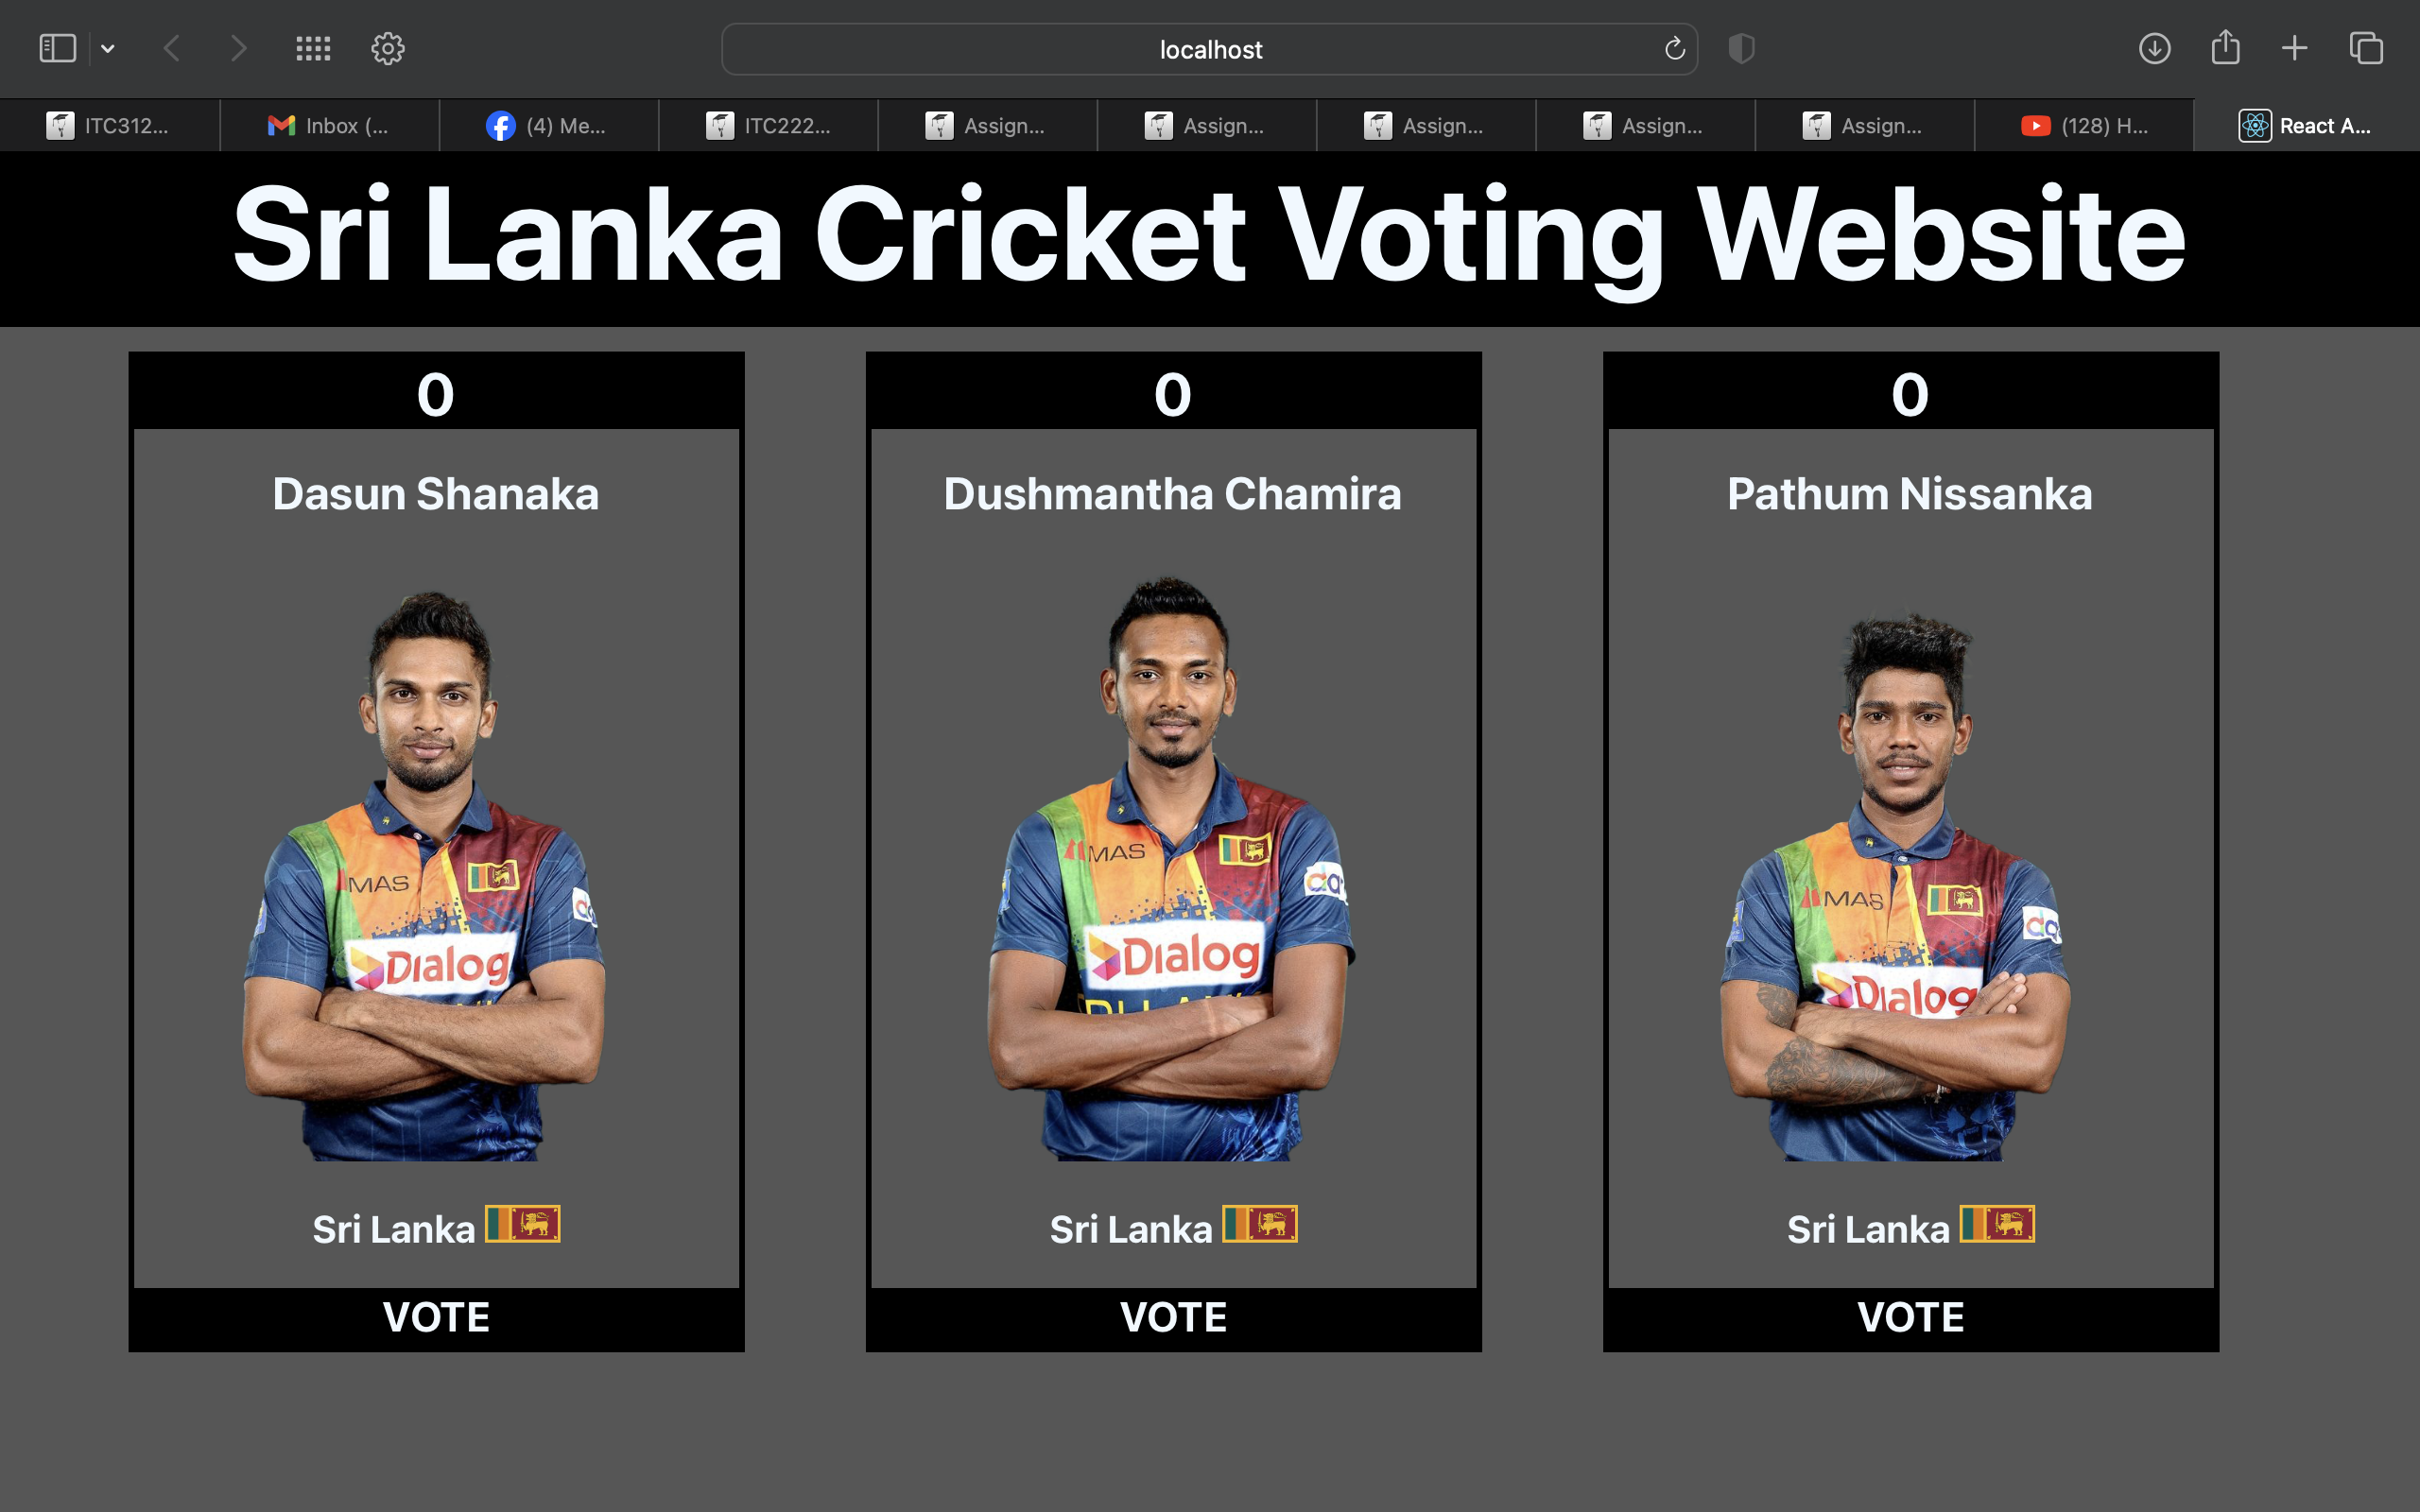 localhost
ITC312...
Inbox (...
(4) Me...
ITC222...
Assign...
Assign...
Assign...
Assign...
Assign...
(128) H...
React A...
Sri Lanka Cricket Voting Website
0
0
0
Dasun Shanaka
Dushmantha Chamira
Pathum Nissanka
MAS
Dialog
MAS
Dialog
MAS
Dialog
Sri Lanka
Sri Lanka
Sri Lanka
VOTE
VOTE
VOTE